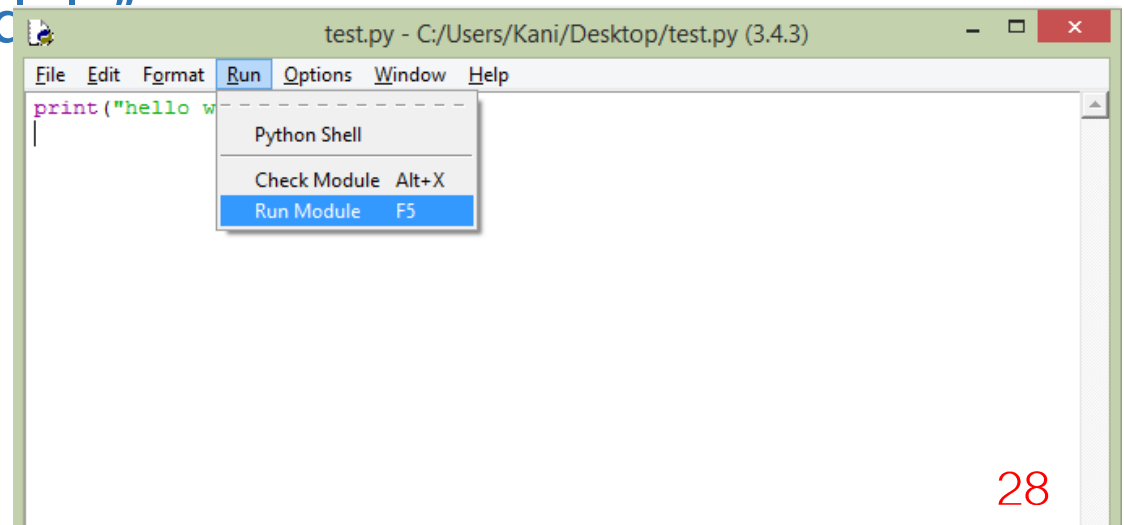 test.py - C:/Users/Kani/Desktop/test.py (3.4.3)
File Edit Format Run Options Window Help
print("hello w
Python Shell
Check Module Alt+X
Run Module F5
28